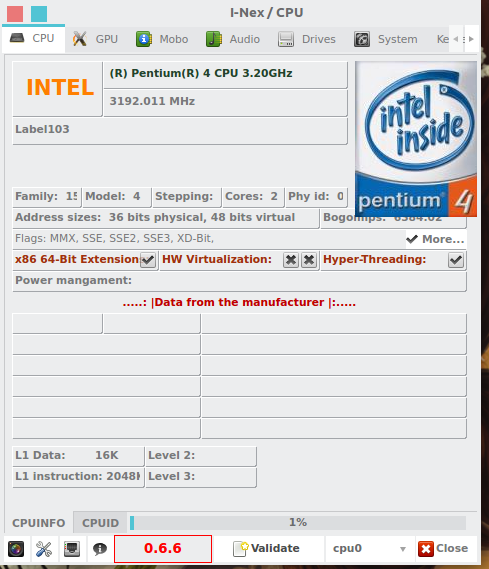 I-Nex / CPU
CPU GPU Mobo Audio Drives System Ke
INTEL
(R) Pentium(R) 4 CPU 3.20GHz
3192.011 MHz
Label103
intel inside
pentium 4
Family: 15 Model: 4 Stepping: Cores: 2 Phy id: 0
Address sizes: 36 bits physical, 48 bits virtual Bogomips:
Flags: MMX, SSE, SSE2, SSE3, XD-Bit, More...
x86 64-Bit Extension HW Virtualization: Hyper-Threading:
Power mangament:
.....: |Data from the manufacturer |:.....
L1 Data: 16K Level 2:
L1 instruction: 2048K Level 3:
CPUINFO CPUID 1%
0.6.6 Validate cpu0 Close